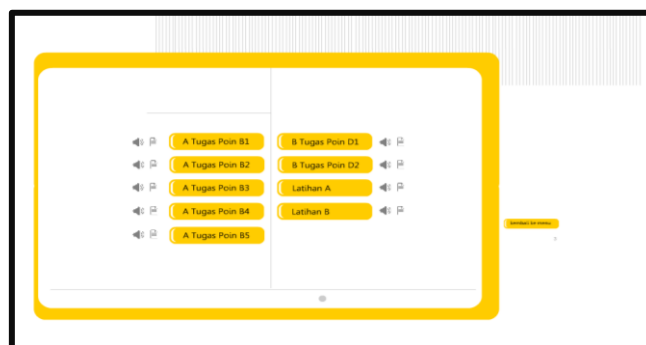 A Tugas Poin B1
A Tugas Poin B2
A Tugas Poin B3
A Tugas Poin B4
A Tugas Poin B5
B Tugas Poin D1
B Tugas Poin D2
Latihan A
Latihan B